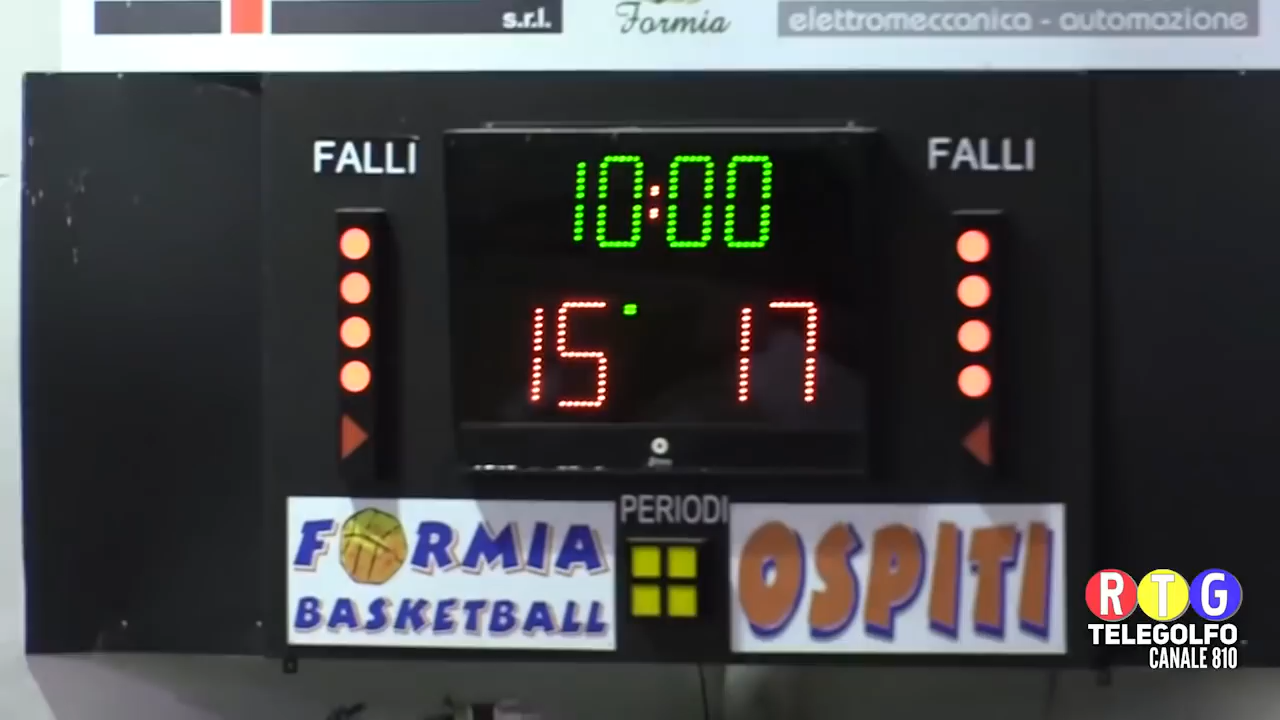 s.r.l.
Formia
elettromeccanica - automazione
FALLI
FALLI
10:00
15
17
PERIODI
FORMIA
BASKETBALL
OSPITI
RTG
TELEGOLFO
CANALE 810